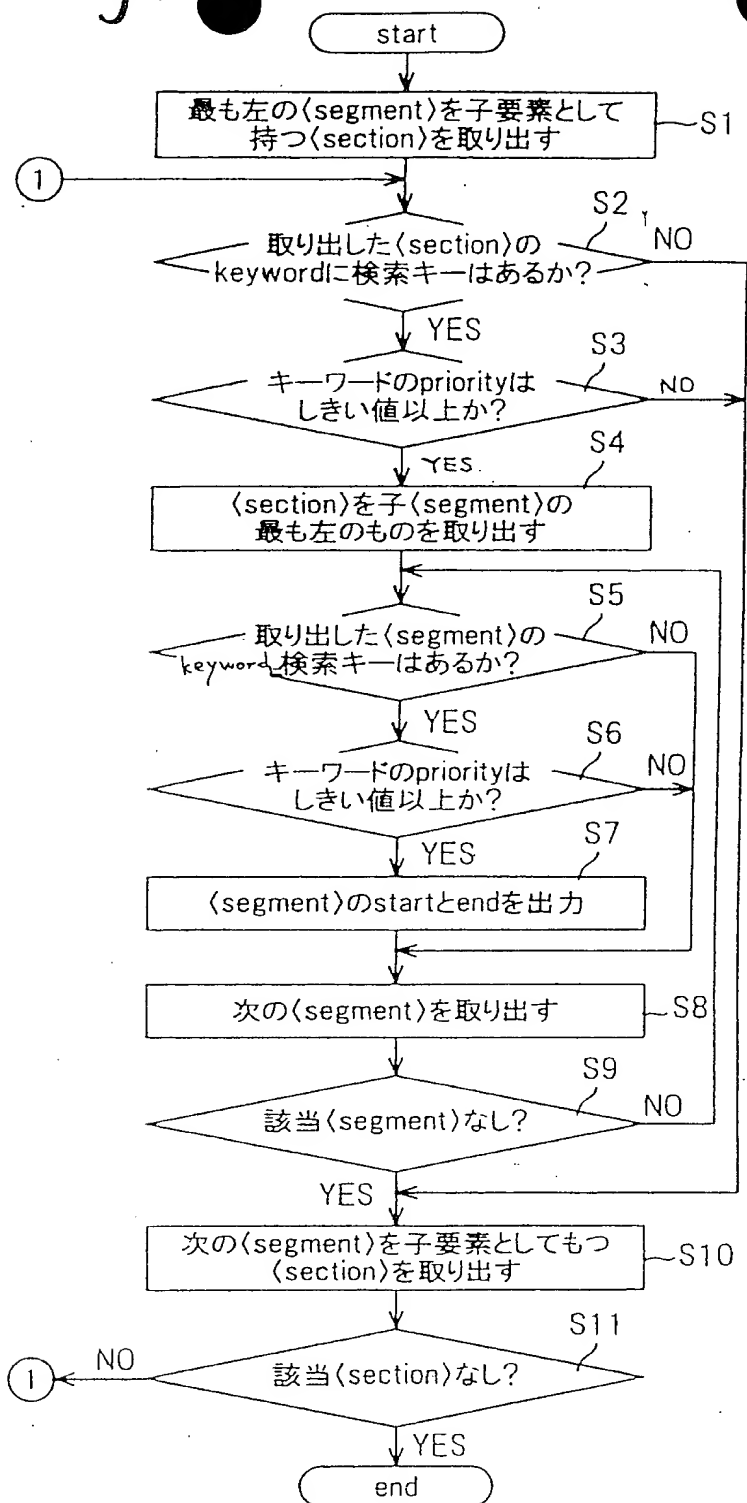 start
最も左の〈segment〉を子要素として
持つ〈section〉を取り出す
S1
①
S2
取り出した〈section〉の
keywordに検索キーはあるか?
NO
YES
S3
キーワードのpriorityは
しきい値以上か?
NO
YES
S4
〈section〉を子〈segment〉の
最も左のものを取り出す
S5
取り出した〈segment〉の
keywordに検索キーはあるか?
NO
YES
S6
キーワードのpriorityは
しきい値以上か?
NO
YES
S7
〈segment〉のstartとendを出力
次の〈segment〉を取り出す
S8
S9
該当〈segment〉なし?
NO
YES
次の〈segment〉を子要素としてもつ
〈section〉を取り出す
S10
S11
該当〈section〉なし?
NO
①
YES
end